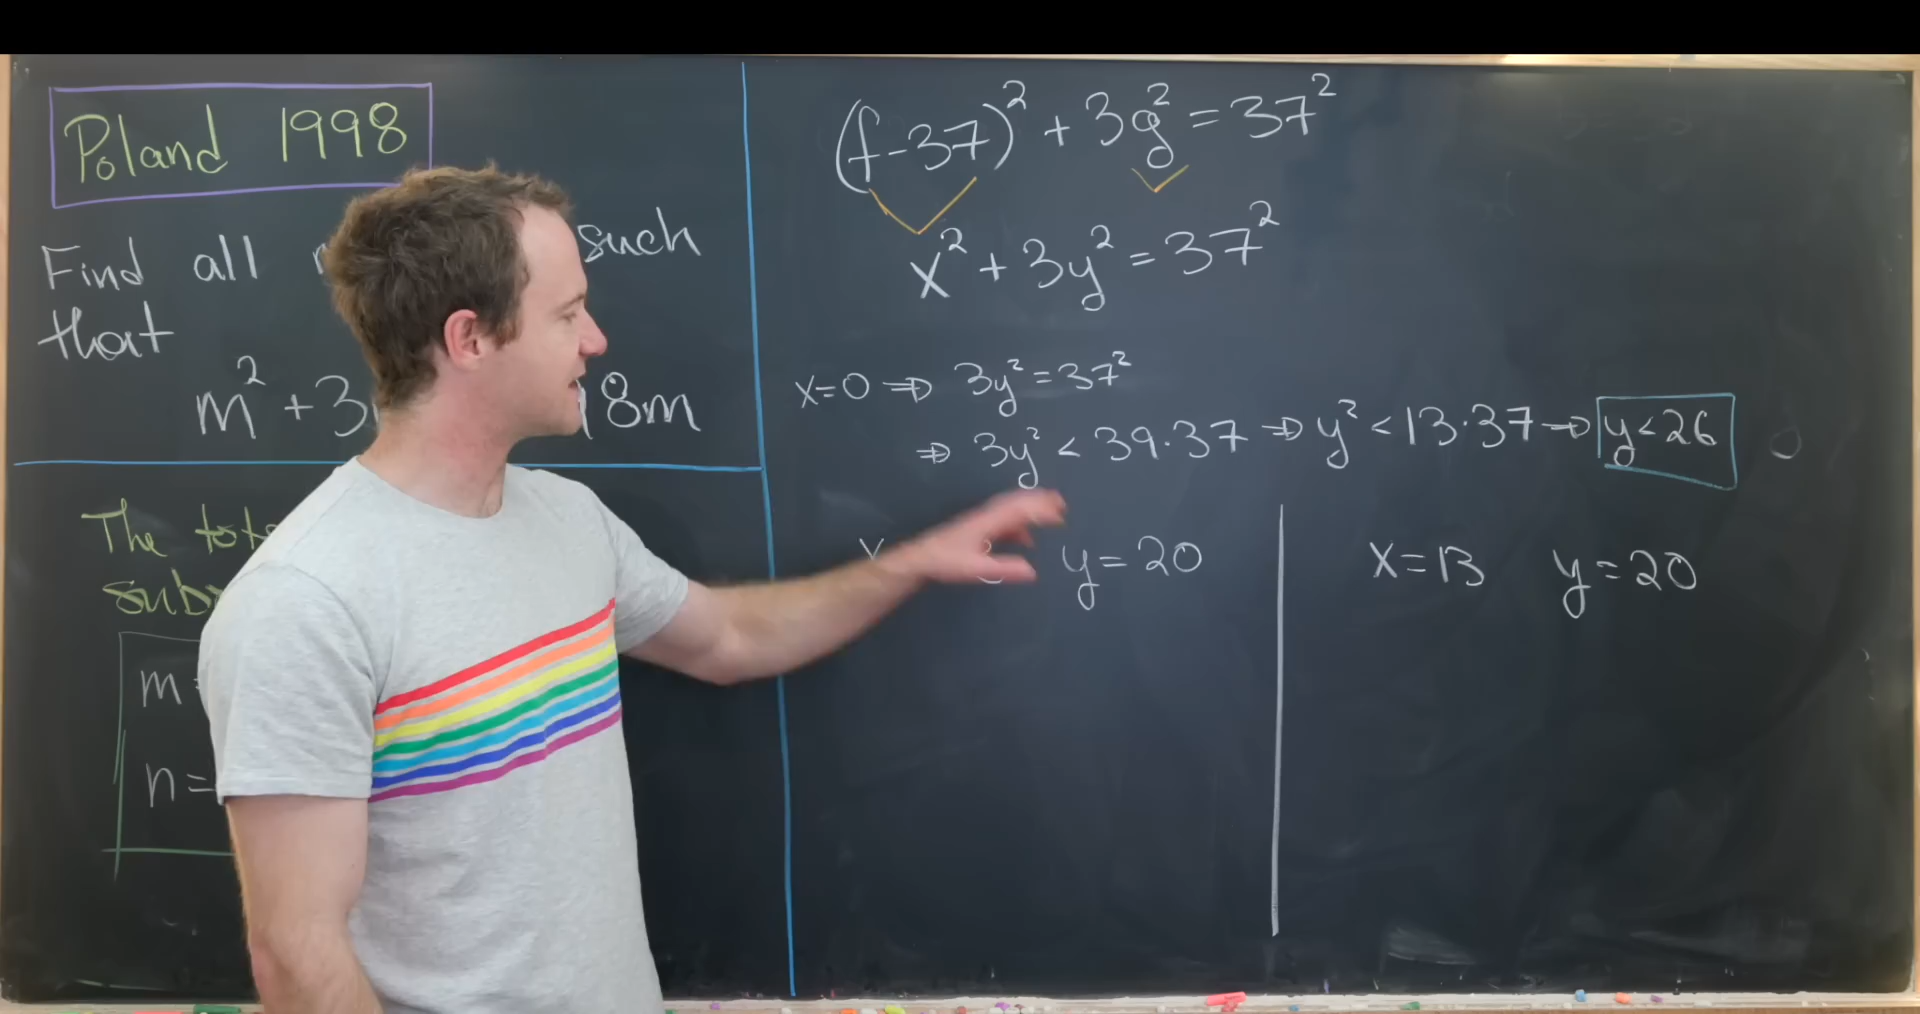 Poland 1998
Find all such
that
m² + 3 18m
The
m
n =
(f-37)² + 3g² = 37²
x² + 3y² = 37²
x=0 ⇒ 3y² = 37²
⇒ 3y² < 39·37 ⇒ y² < 13·37 ⇒ y < 26
y = 20
x = 13 y = 20